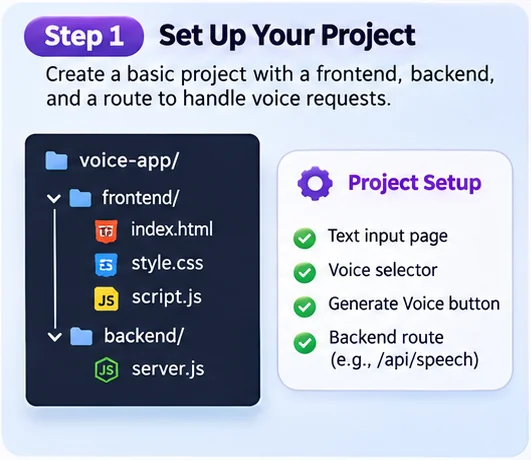 Step 1 Set Up Your Project
Create a basic project with a frontend, backend,
and a route to handle voice requests.
voice-app/
frontend/
index.html
style.css
JS script.js
backend/
JS server.js
Project Setup
Text input page
Voice selector
Generate Voice button
Backend route
(e.g., /api/speech)